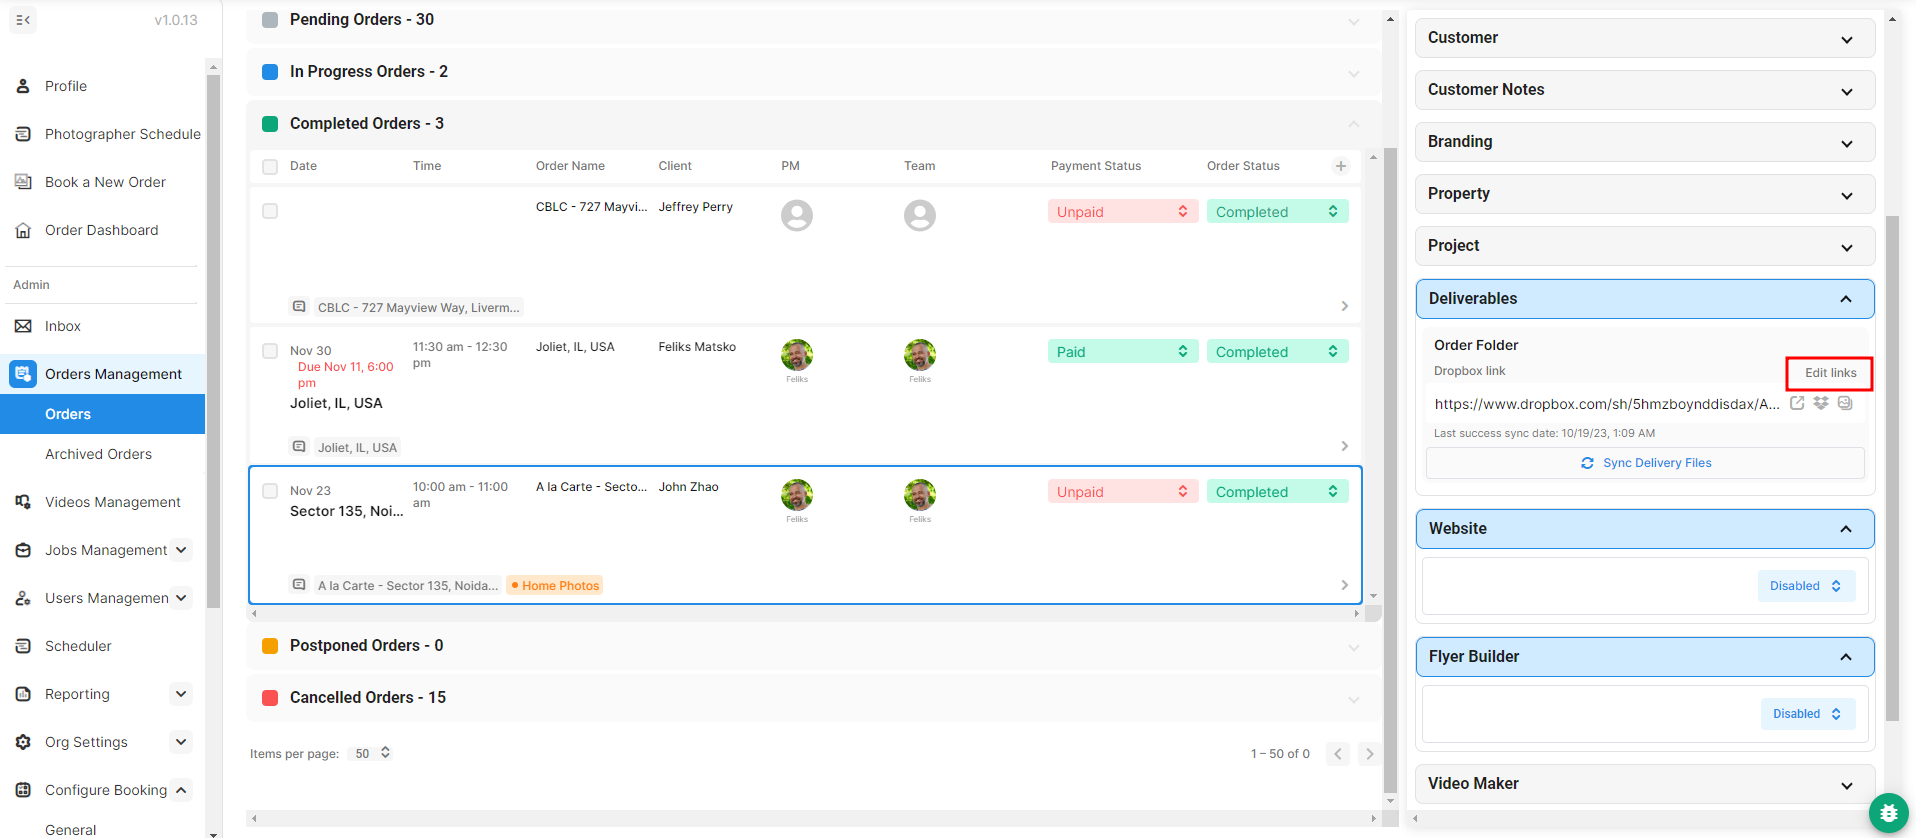 v1.0.13
Profile
Photographer Schedule
Book a New Order
Order Dashboard
Admin
Inbox
Orders Management
Orders
Archived Orders
Videos Management
Jobs Management
Users Managemen
Scheduler
Reporting
Org Settings
Configure Booking
General
Pending Orders - 30
In Progress Orders - 2
Completed Orders - 3
Date Time Order Name Client PM Team Payment Status Order Status
CBLC - 727 Mayvi... Jeffrey Perry Unpaid Completed
CBLC - 727 Mayview Way, Liverm...
Nov 30 11:30 am - 12:30 pm Joliet, IL, USA Feliks Matsko Feliks Feliks Paid Completed
Due Nov 11, 6:00 pm
Joliet, IL, USA
Joliet, IL, USA
Nov 23 10:00 am - 11:00 am A la Carte - Secto... John Zhao Feliks Feliks Unpaid Completed
Sector 135, Noi...
A la Carte - Sector 135, Noida... Home Photos
Postponed Orders - 0
Cancelled Orders - 15
Items per page: 50 1 – 50 of 0
Customer
Customer Notes
Branding
Property
Project
Deliverables
Order Folder
Dropbox link Edit links
https://www.dropbox.com/sh/5hmzboynddisdax/A...
Last success sync date: 10/19/23, 1:09 AM
Sync Delivery Files
Website
Disabled
Flyer Builder
Disabled
Video Maker